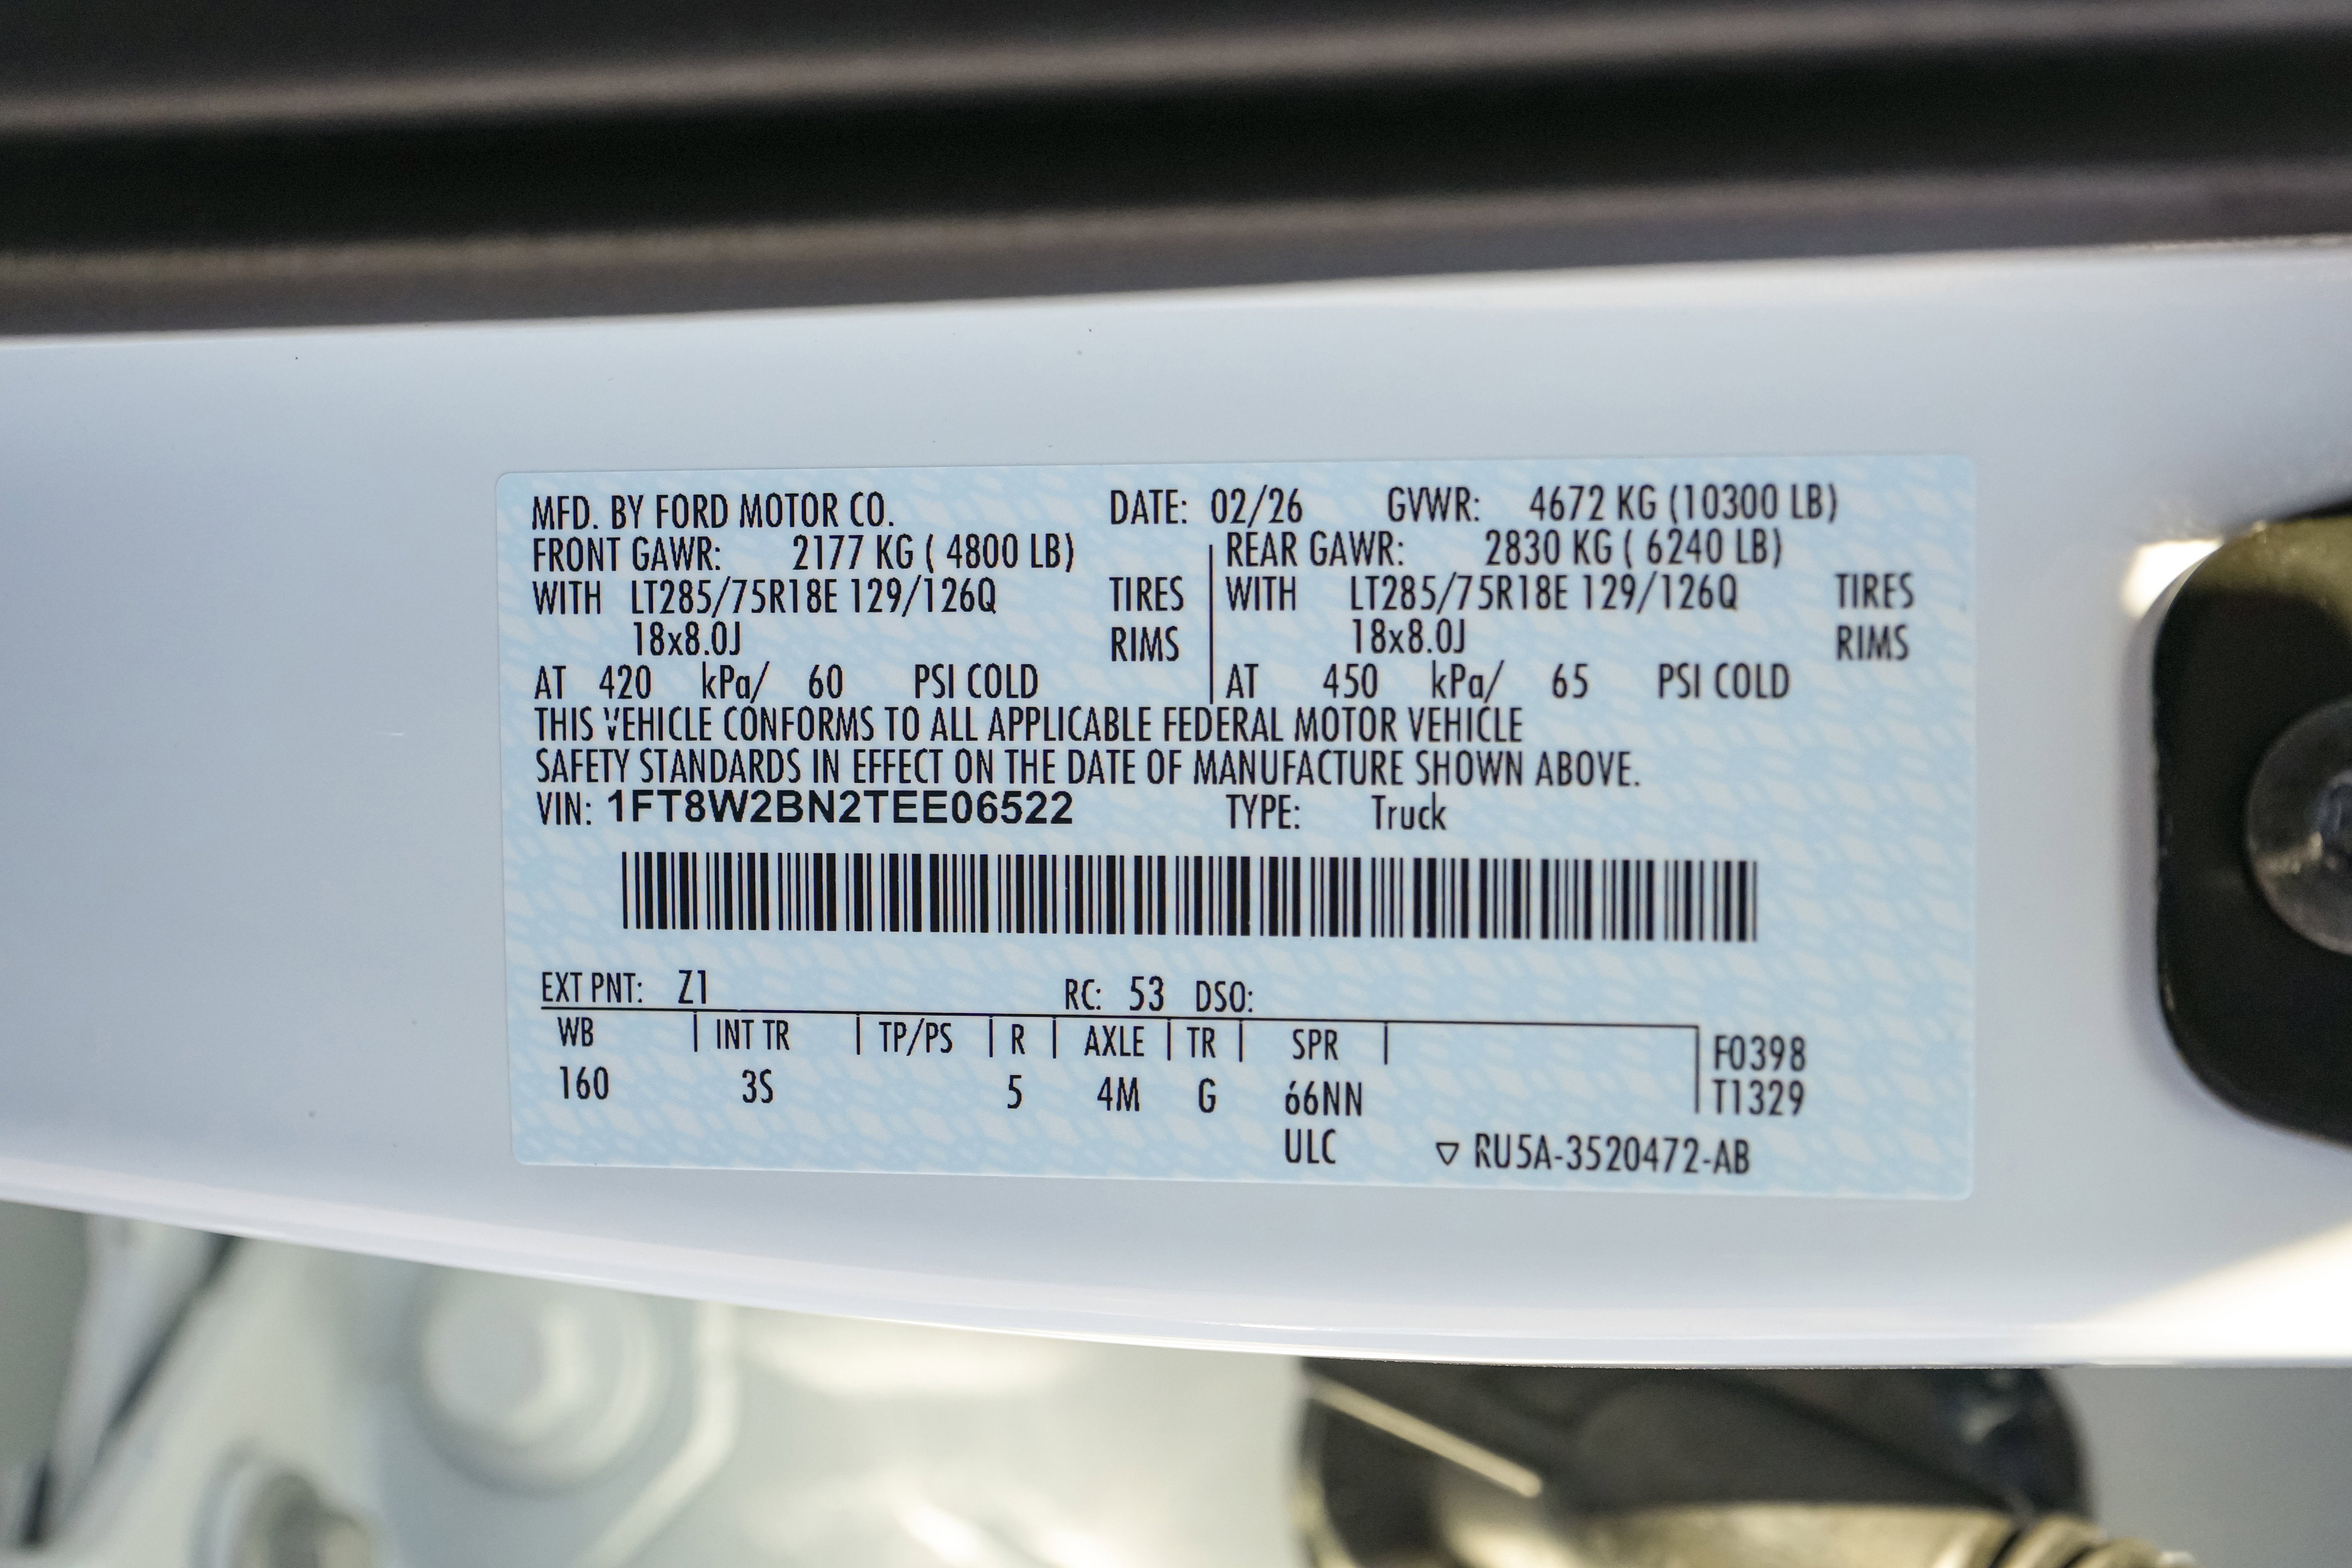 MFD. BY FORD MOTOR CO. DATE: 02/26 GVWR: 4672 KG (10300 LB)
FRONT GAWR: 2177 KG ( 4800 LB) REAR GAWR: 2830 KG ( 6240 LB)
WITH LT285/75R18E 129/126Q TIRES WITH LT285/75R18E 129/126Q TIRES
18x8.0J RIMS 18x8.0J RIMS
AT 420 kPa/ 60 PSI COLD AT 450 kPa/ 65 PSI COLD
THIS VEHICLE CONFORMS TO ALL APPLICABLE FEDERAL MOTOR VEHICLE
SAFETY STANDARDS IN EFFECT ON THE DATE OF MANUFACTURE SHOWN ABOVE.
VIN: 1FT8W2BN2TEE06522 TYPE: Truck
EXT PNT: Z1 RC: 53 DSO:
WB INT TR TP/PS R AXLE TR SPR F0398
160 3S 5 4M G 66NN T1329
ULC ▽ RU5A-3520472-AB